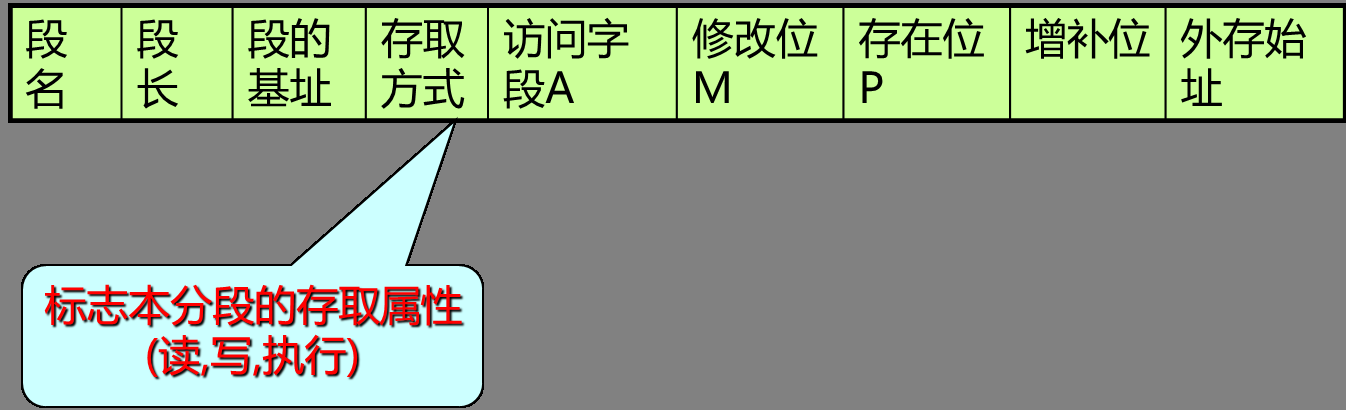 段名
段长
段的基址
存取方式
访问字段A
修改位M
存在位P
增补位
外存始址
标志本分段的存取属性
(读,写,执行)